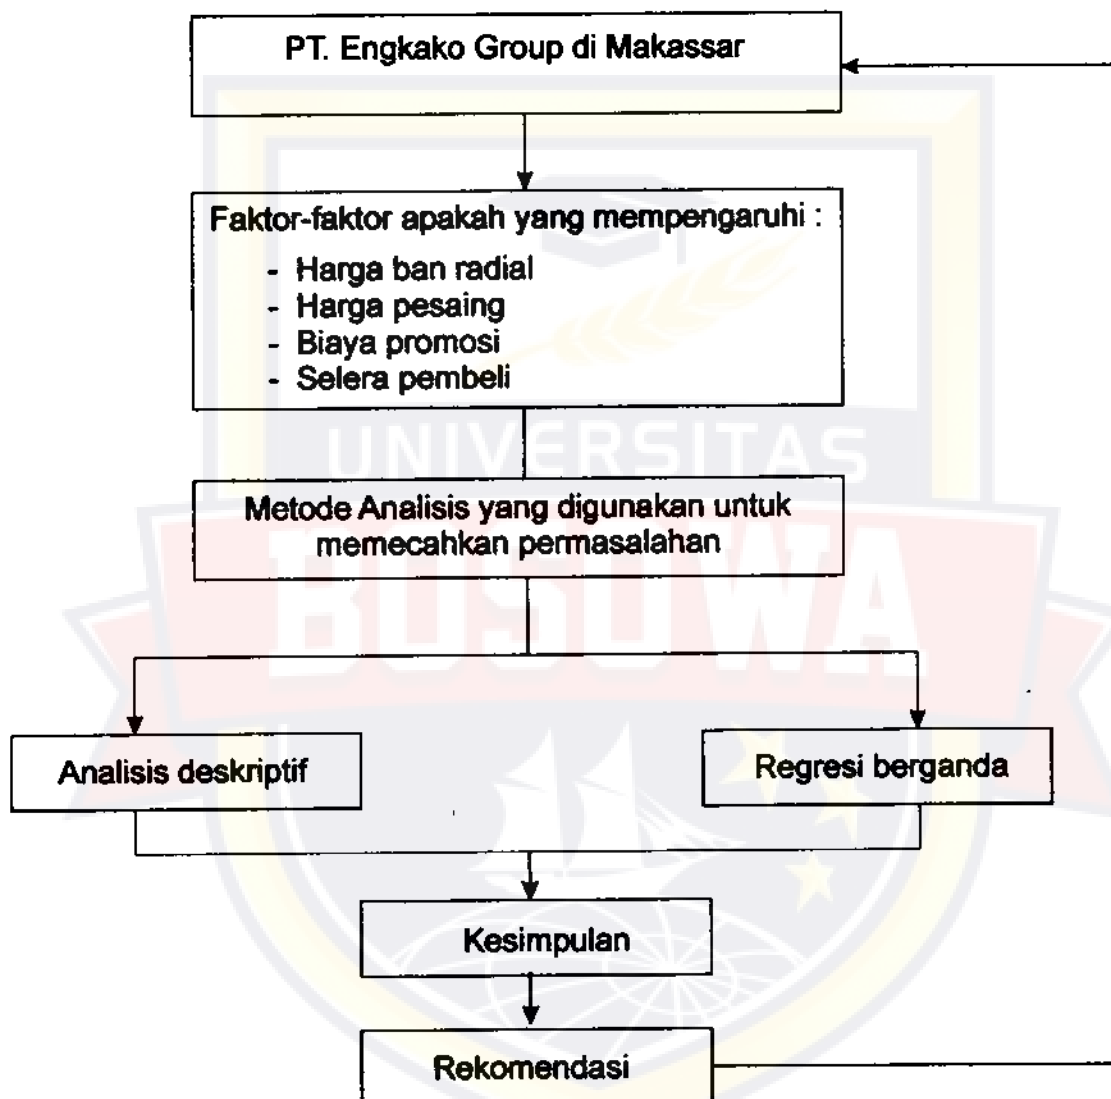 PT. Engkako Group di Makassar
Faktor-faktor apakah yang mempengaruhi :
- Harga ban radial
- Harga pesaing
- Biaya promosi
- Selera pembeli
UNIVERSITAS
Metode Analisis yang digunakan untuk
memecahkan permasalahan
BOSOWA
Analisis deskriptif
Regresi berganda
Kesimpulan
Rekomendasi